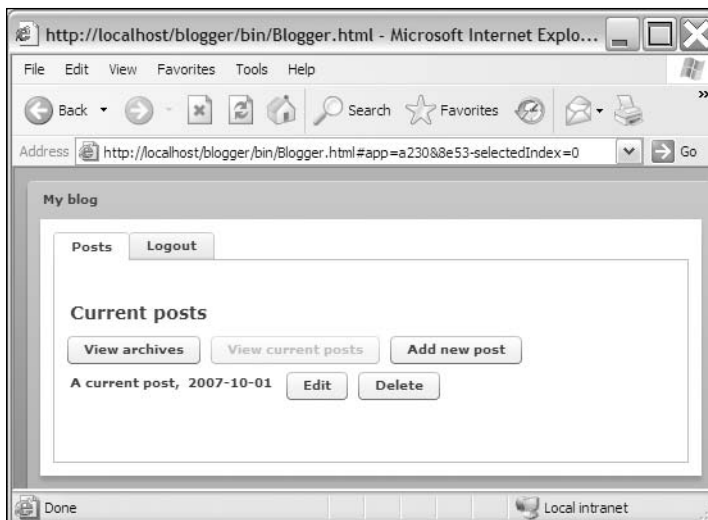 http://localhost/blogger/bin/Blogger.html - Microsoft Internet Explo...
File Edit View Favorites Tools Help
Back Search Favorites »
Address http://localhost/blogger/bin/Blogger.html#app=a230&8e53-selectedIndex=0 Go
My blog
Posts Logout
Current posts
View archives View current posts Add new post
A current post, 2007-10-01 Edit Delete
Done Local intranet